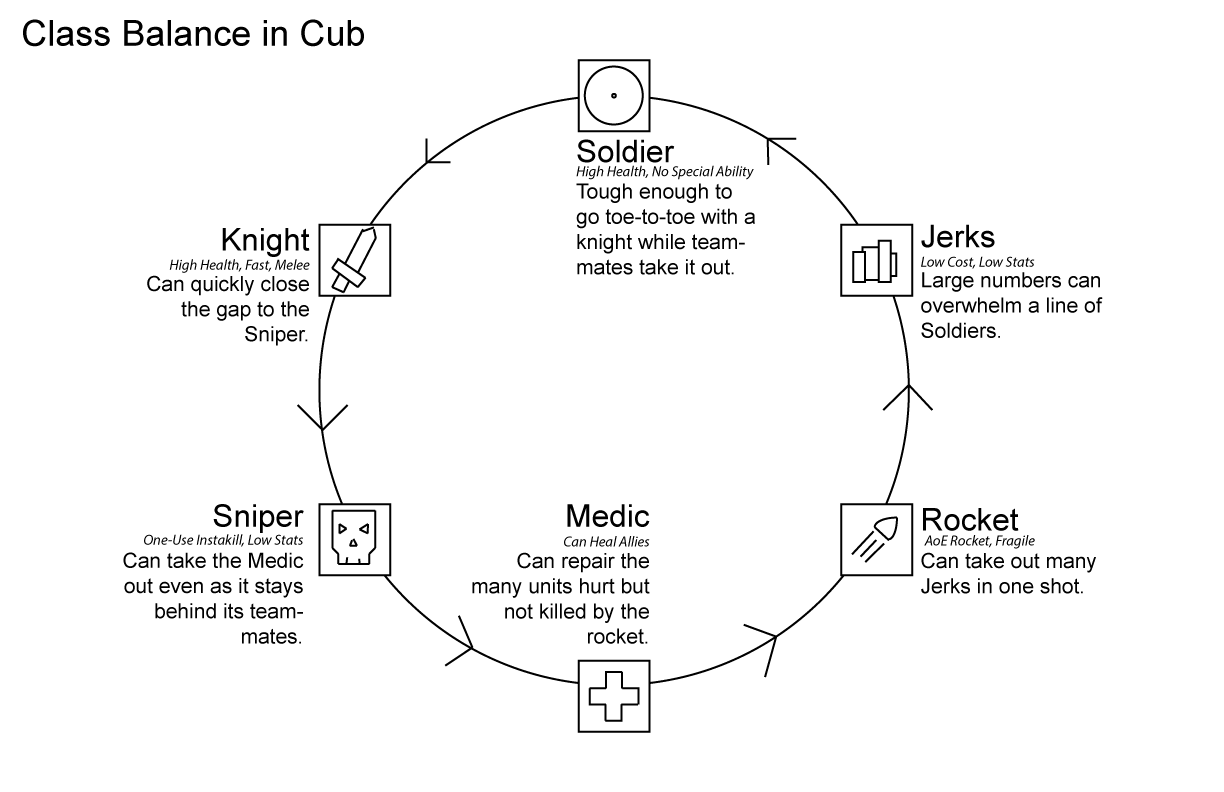 Class Balance in Cub
Soldier
High Health, No Special Ability
Tough enough to
go toe-to-toe with a
knight while team-
mates take it out.
Knight
High Health, Fast, Melee
Can quickly close
the gap to the
Sniper.
Jerks
Low Cost, Low Stats
Large numbers can
overwhelm a line of
Soldiers.
Sniper
One-Use Instakill, Low Stats
Can take the Medic
out even as it stays
behind its team-
mates.
Medic
Can Heal Allies
Can repair the
many units hurt but
not killed by the
rocket.
Rocket
AoE Rocket, Fragile
Can take out many
Jerks in one shot.